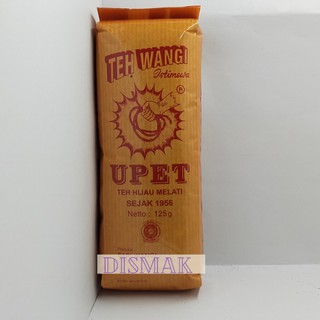 TEH WANGI
Istimewa
®
UPET
TEH HIJAU MELATI
SEJAK 1956
Netto : 125g
DISMAK